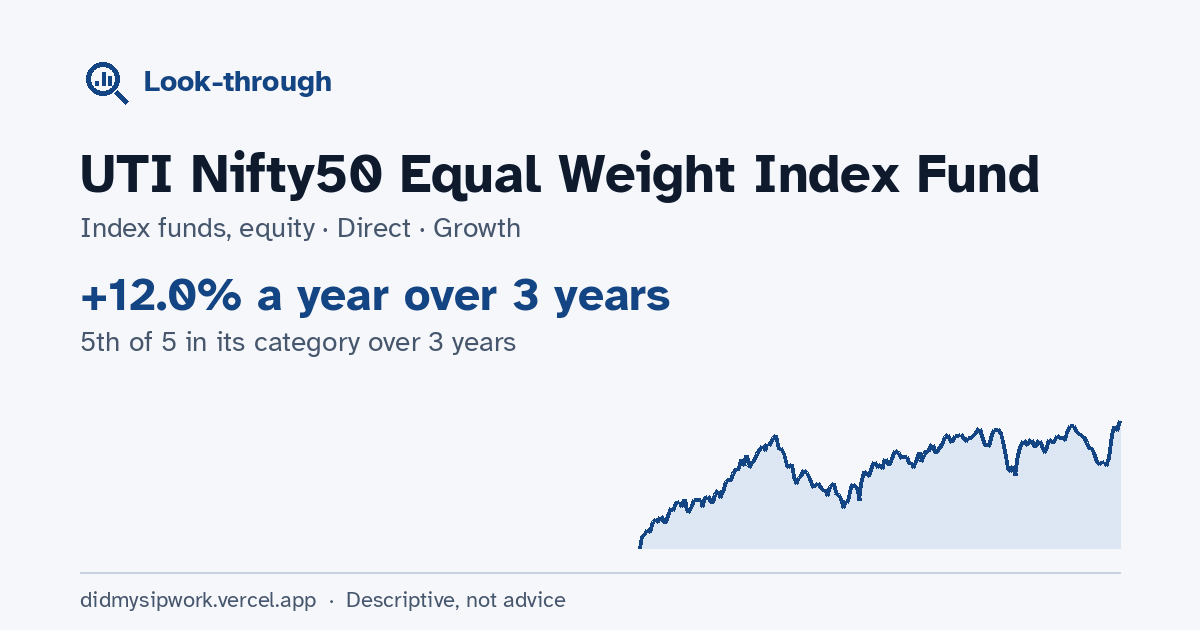 Look-through
UTI Nifty50 Equal Weight Index Fund
Index funds, equity · Direct · Growth
+12.0% a year over 3 years
5th of 5 in its category over 3 years
didmysipwork.vercel.app · Descriptive, not advice